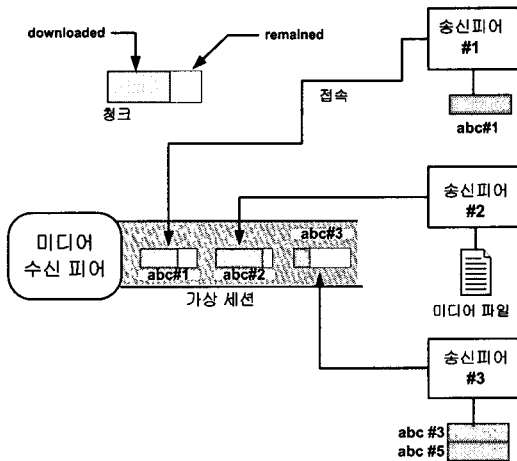 downloaded
remained
청크
송신피어
#1
접속
abc#1
송신피어
#2
미디어 파일
미디어
수신 피어
abc#1
abc#2
abc#3
가상 세션
송신피어
#3
abc #3
abc #5